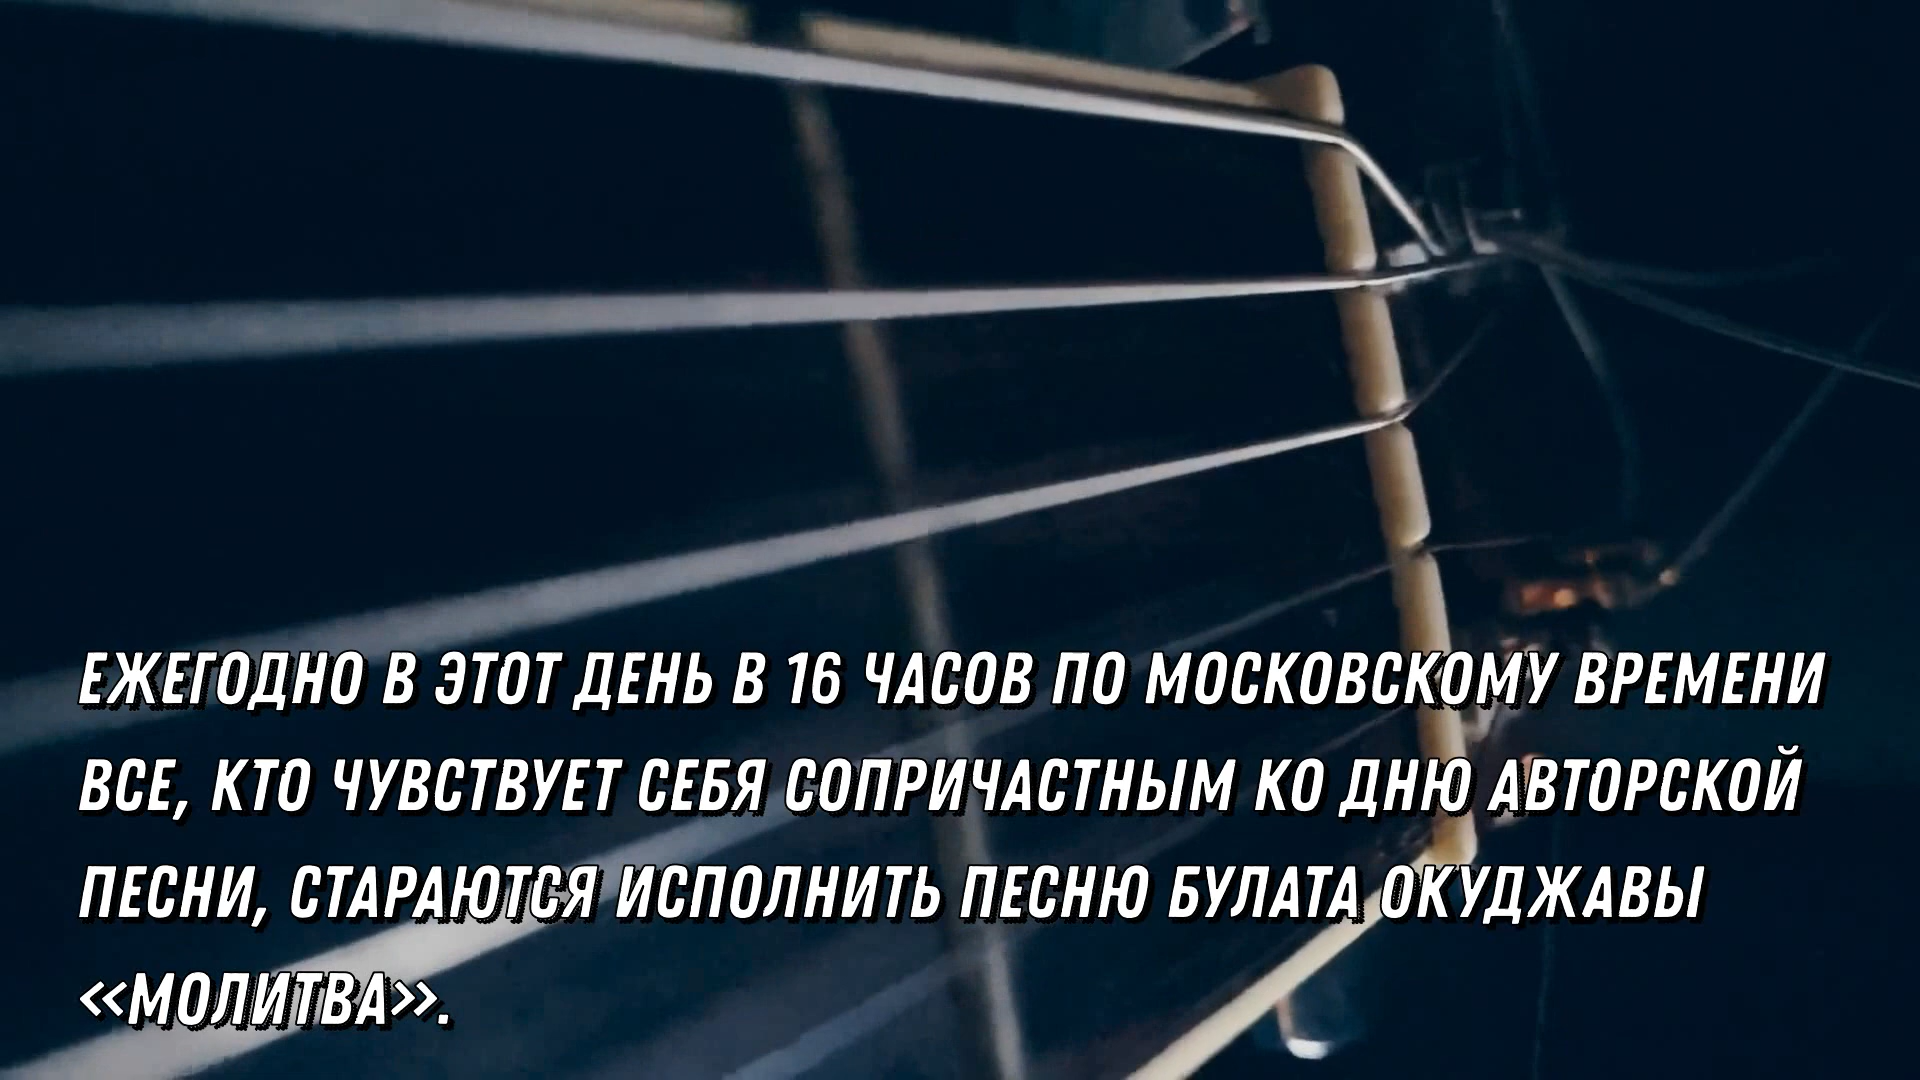 ЕЖЕГОДНО В ЭТОТ ДЕНЬ В 16 ЧАСОВ ПО МОСКОВСКОМУ ВРЕМЕНИ
ВСЕ, КТО ЧУВСТВУЕТ СЕБЯ СОПРИЧАСТНЫМ КО ДНЮ АВТОРСКОЙ
ПЕСНИ, СТАРАЮТСЯ ИСПОЛНИТЬ ПЕСНЮ БУЛАТА ОКУДЖАВЫ
«МОЛИТВА».